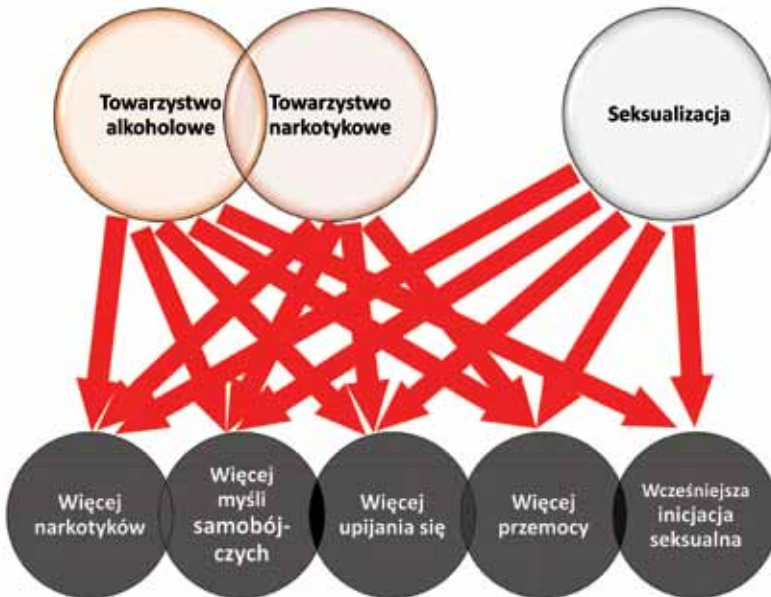 Towarzystwo
alkoholowe
Towarzystwo
narkotykowe
Seksualizacja
Więcej
narkotyków
Więcej
myśli
samobój-
czych
Więcej
upijania się
Więcej
przemocy
Wcześniejsza
inicjacja
seksualna